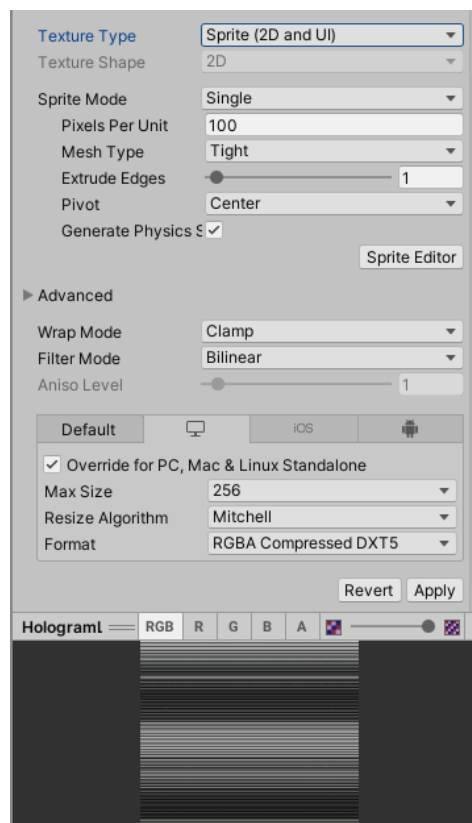 Texture Type Sprite (2D and UI)
Texture Shape 2D
Sprite Mode Single
Pixels Per Unit 100
Mesh Type Tight
Extrude Edges 1
Pivot Center
Generate Physics S
Sprite Editor
Advanced
Wrap Mode Clamp
Filter Mode Bilinear
Aniso Level 1
Default iOS
Override for PC, Mac & Linux Standalone
Max Size 256
Resize Algorithm Mitchell
Format RGBA Compressed DXT5
Revert Apply
HologramL RGB R G B A